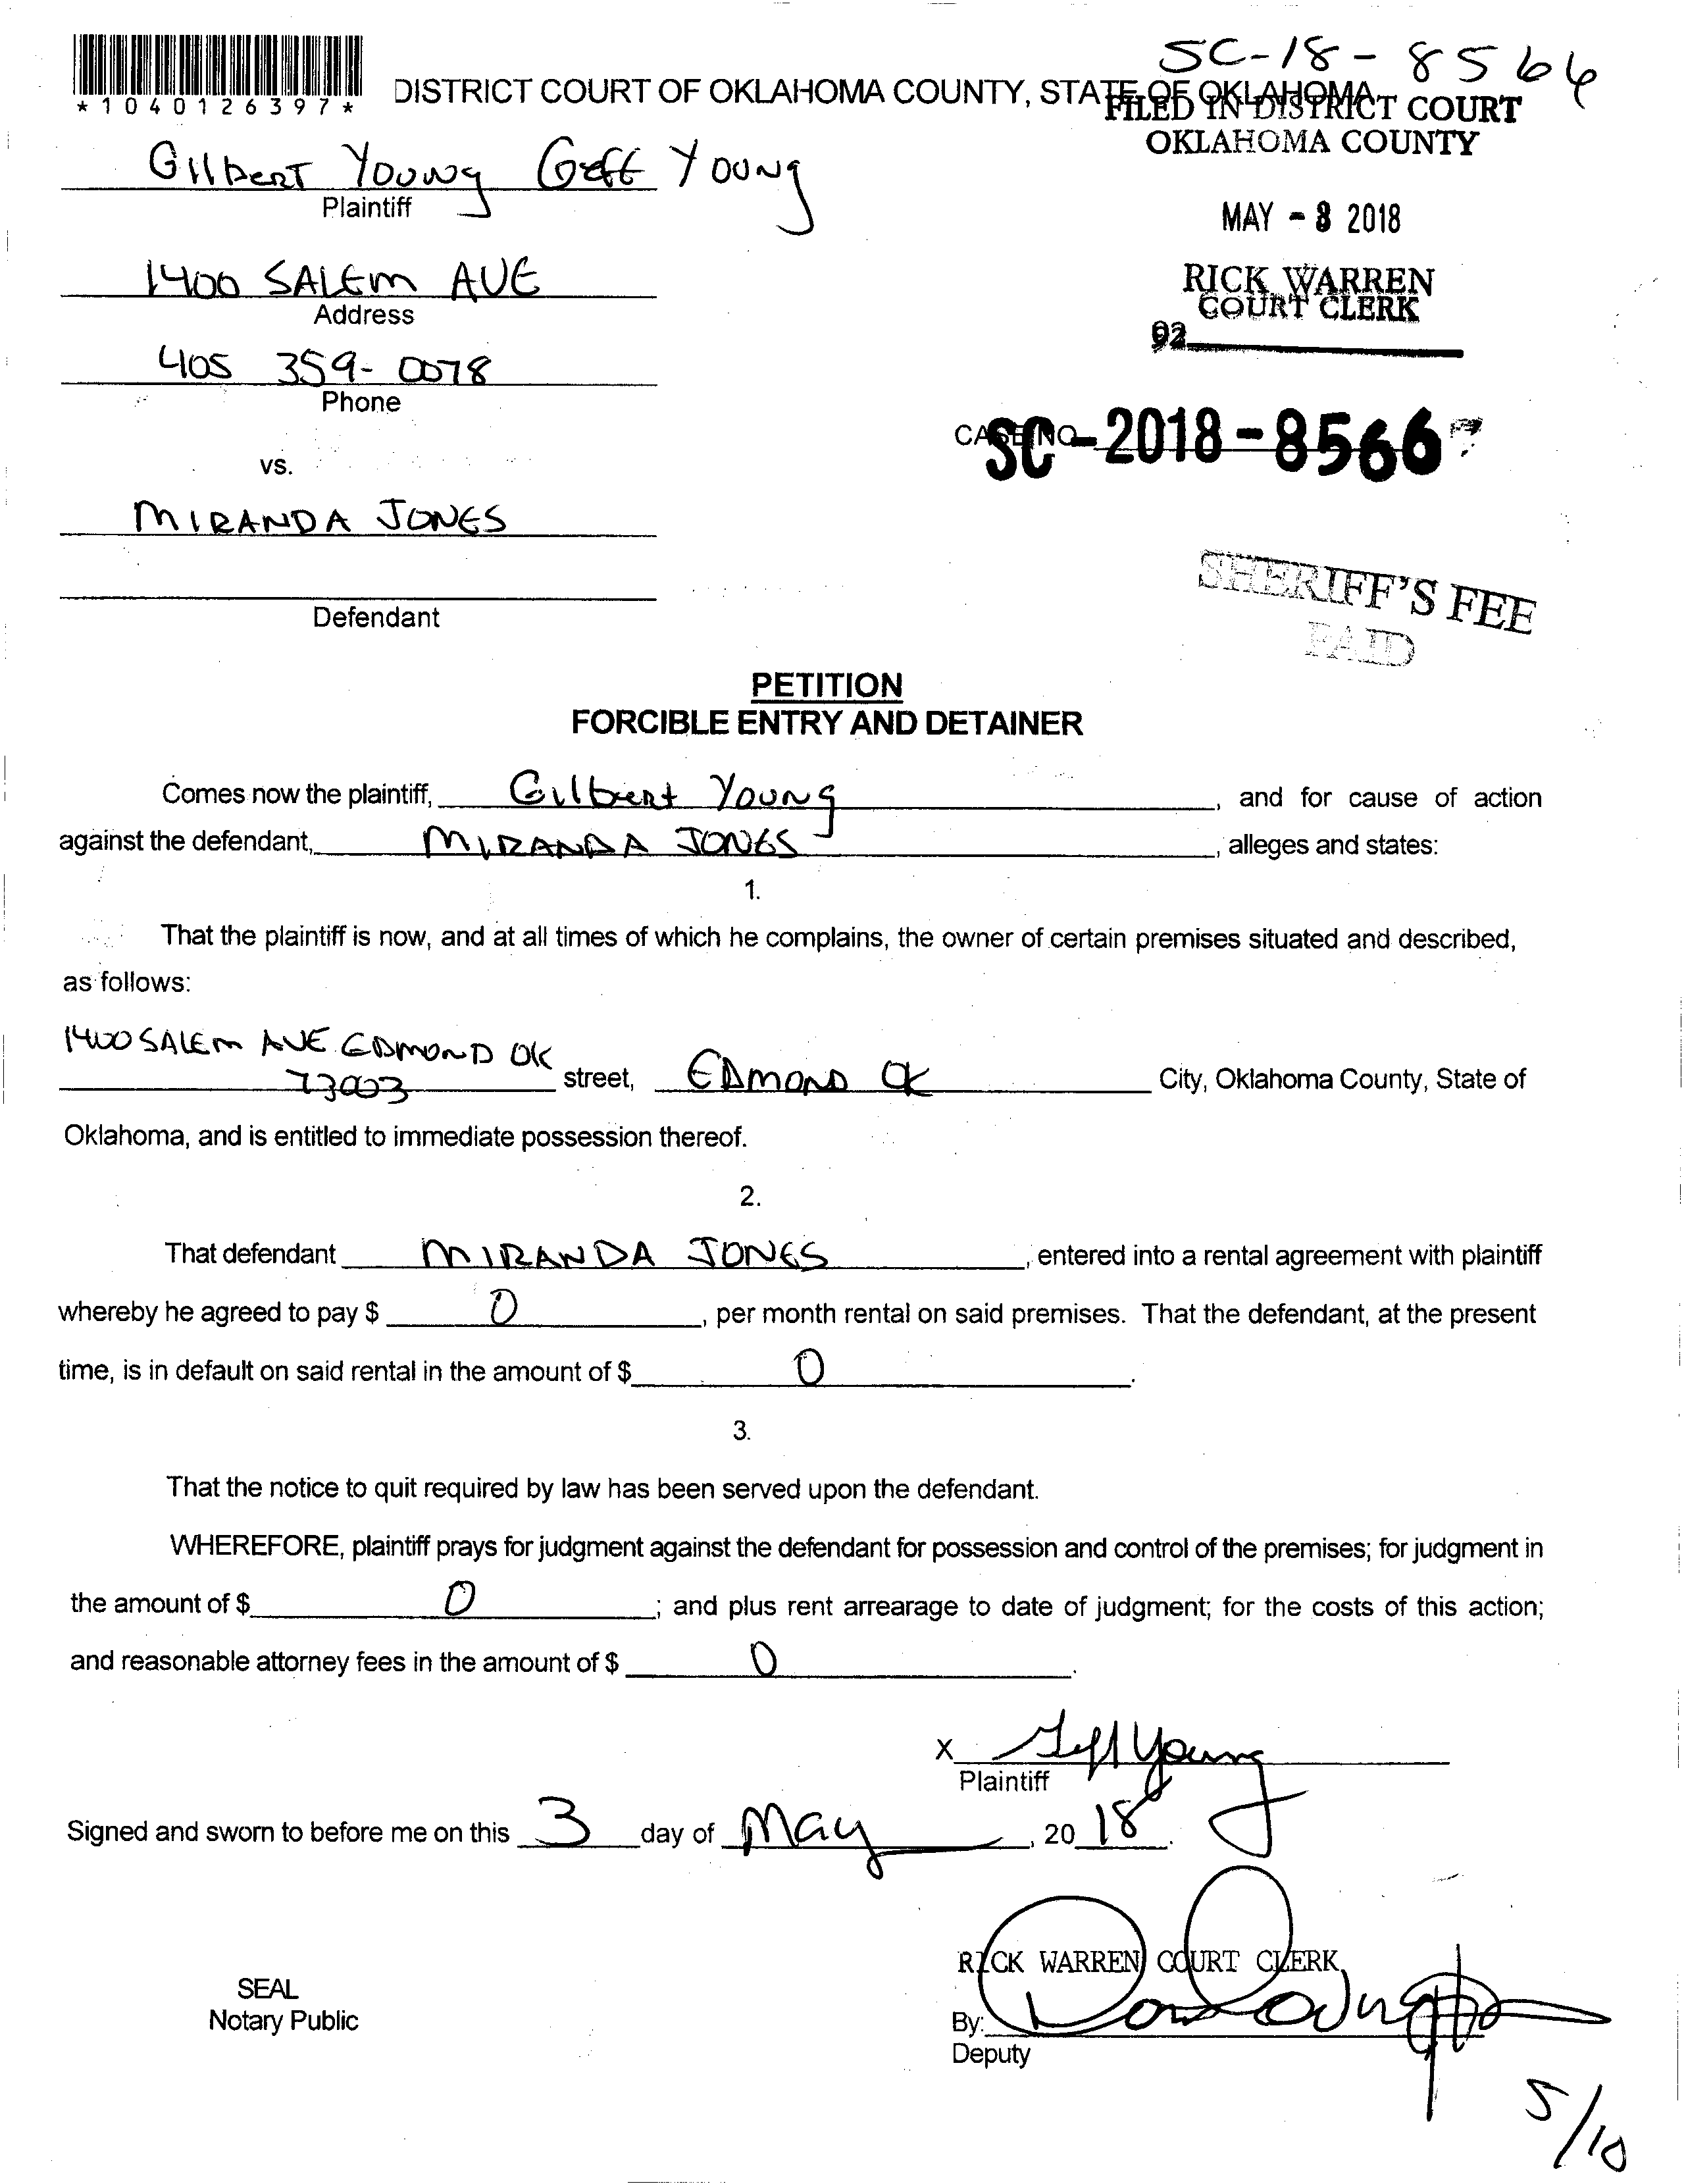 SC-18-8566
*1040126397*
DISTRICT COURT OF OKLAHOMA COUNTY, STATE OF OKLAHOMA
FILED IN DISTRICT COURT
OKLAHOMA COUNTY
Gilbert Young Geff Young
Plaintiff
MAY - 8 2018
1400 SALEM AVE
Address
RICK WARREN
COURT CLERK
92
405 359-0078
Phone
CASE NO.
SC-2018-8566
vs.
MIRANDA JONES
Defendant
SHERIFF'S FEE
PAID
PETITION
FORCIBLE ENTRY AND DETAINER
Comes now the plaintiff, Gilbert Young, and for cause of action
against the defendant, MIRANDA JONES, alleges and states:
1.
That the plaintiff is now, and at all times of which he complains, the owner of certain premises situated and described,
as follows:
1400 SALEM AVE EDMOND OK
73003 street, EDMOND OK City, Oklahoma County, State of
Oklahoma, and is entitled to immediate possession thereof.
2.
That defendant MIRANDA JONES, entered into a rental agreement with plaintiff
whereby he agreed to pay $ 0, per month rental on said premises. That the defendant, at the present
time, is in default on said rental in the amount of $ 0.
3.
That the notice to quit required by law has been served upon the defendant.
WHEREFORE, plaintiff prays for judgment against the defendant for possession and control of the premises; for judgment in
the amount of $ 0; and plus rent arrearage to date of judgment; for the costs of this action;
and reasonable attorney fees in the amount of $ 0.
X Jeff Young
Plaintiff
Signed and sworn to before me on this 3 day of May, 20 18.
RICK WARREN COURT CLERK
SEAL
Notary Public
By:
Deputy
5/10